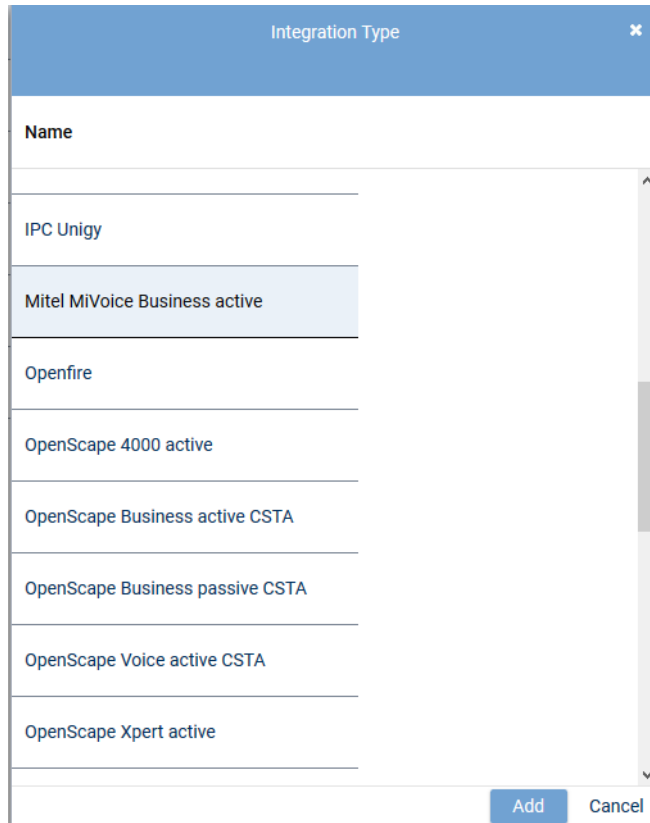 Integration Type
Name
IPC Unigy
Mitel MiVoice Business active
Openfire
OpenScape 4000 active
OpenScape Business active CSTA
OpenScape Business passive CSTA
OpenScape Voice active CSTA
OpenScape Xpert active
Add Cancel